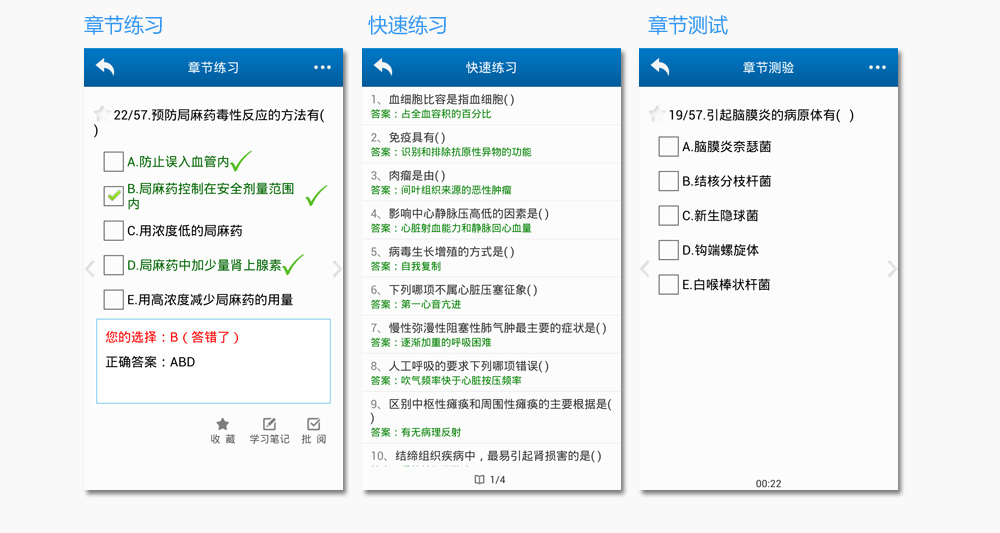 章节练习
快速练习
章节测试
章节练习
22/57.预防局麻药毒性反应的方法有(
)
A.防止误入血管内
B.局麻药控制在安全剂量范围
内
C.用浓度低的局麻药
D.局麻药中加少量肾上腺素
E.用高浓度减少局麻药的用量
您的选择：B（答错了）
正确答案：ABD
收 藏
学习笔记
批 阅
快速练习
1、血细胞比容是指血细胞( )
答案：占全血容积的百分比
2、免疫具有( )
答案：识别和排除抗原性异物的功能
3、肉瘤是由( )
答案：间叶组织来源的恶性肿瘤
4、影响中心静脉压高低的因素是( )
答案：心脏射血能力和静脉回心血量
5、病毒生长增殖的方式是( )
答案：自我复制
6、下列哪项不属心脏压塞征象( )
答案：第一心音亢进
7、慢性弥漫性阻塞性肺气肿最主要的症状是( )
答案：逐渐加重的呼吸困难
8、人工呼吸的要求下列哪项错误( )
答案：吹气频率快于心脏按压频率
9、区别中枢性瘫痪和周围性瘫痪的主要根据是(
)
答案：有无病理反射
10、结缔组织疾病中，最易引起肾损害的是( )
1/4
章节测验
19/57.引起脑膜炎的病原体有( )
A.脑膜炎奈瑟菌
B.结核分枝杆菌
C.新生隐球菌
D.钩端螺旋体
E.白喉棒状杆菌
00:22